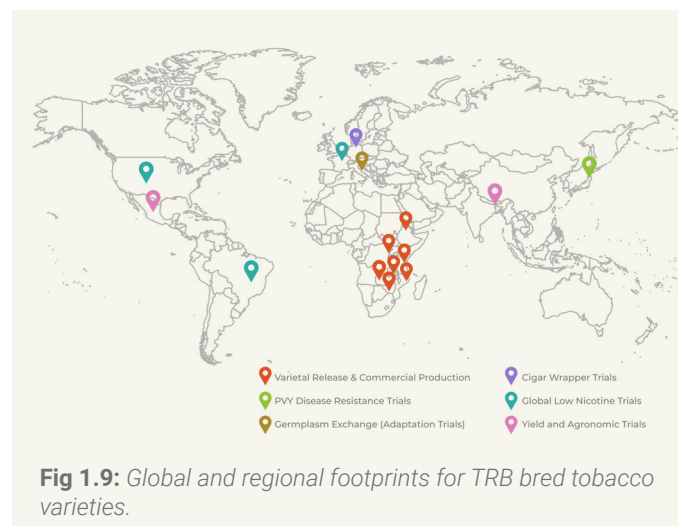 Varietal Release & Commercial Production
PVY Disease Resistance Trials
Germplasm Exchange (Adaptation Trials)
Cigar Wrapper Trials
Global Low Nicotine Trials
Yield and Agronomic Trials
Fig 1.9: Global and regional footprints for TRB bred tobacco
varieties.